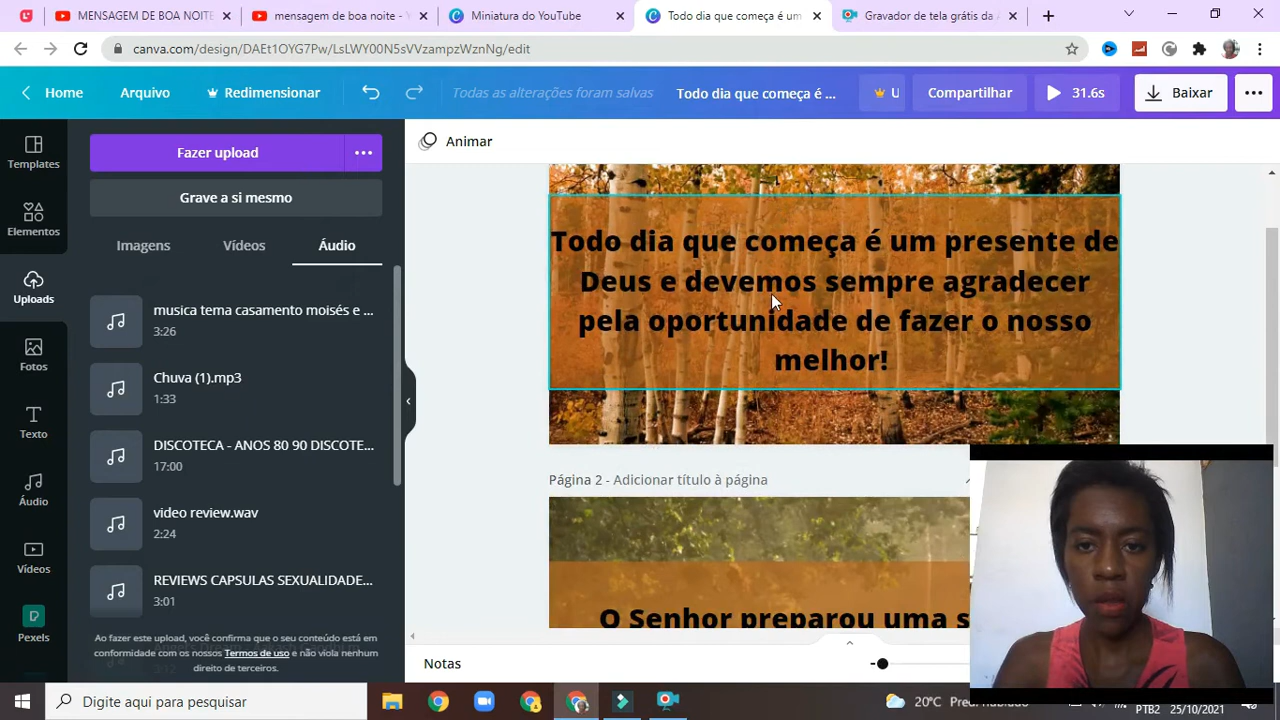 MENSAGEM DE BOA NOITE
mensagem de boa noite - Y
Miniatura do YouTube
Todo dia que começa é um
Gravador de tela grátis da A
canva.com/design/DAEt1OYG7Pw/LsLWY00N5sVVzampzWznNg/edit
Home
Arquivo
Redimensionar
Todas as alterações foram salvas
Todo dia que começa é ...
U
Compartilhar
31.6s
Baixar
Templates
Elementos
Uploads
Fotos
Texto
Áudio
Vídeos
Pexels
Fazer upload
Grave a si mesmo
Imagens
Vídeos
Áudio
musica tema casamento moisés e ...
3:26
Chuva (1).mp3
1:33
DISCOTECA - ANOS 80 90 DISCOTE...
17:00
video review.wav
2:24
REVIEWS CAPSULAS SEXUALIDADE...
3:01
Ao fazer este upload, você confirma que o seu conteúdo está em
conformidade com os nossos Termos de uso e não viola nenhum
direito de terceiros.
Animar
Todo dia que começa é um presente de
Deus e devemos sempre agradecer
pela oportunidade de fazer o nosso
melhor!
Página 2 - Adicionar título à página
O Senhor preparou uma s
Notas
Digite aqui para pesquisar
20°C
PTB2
25/10/2021